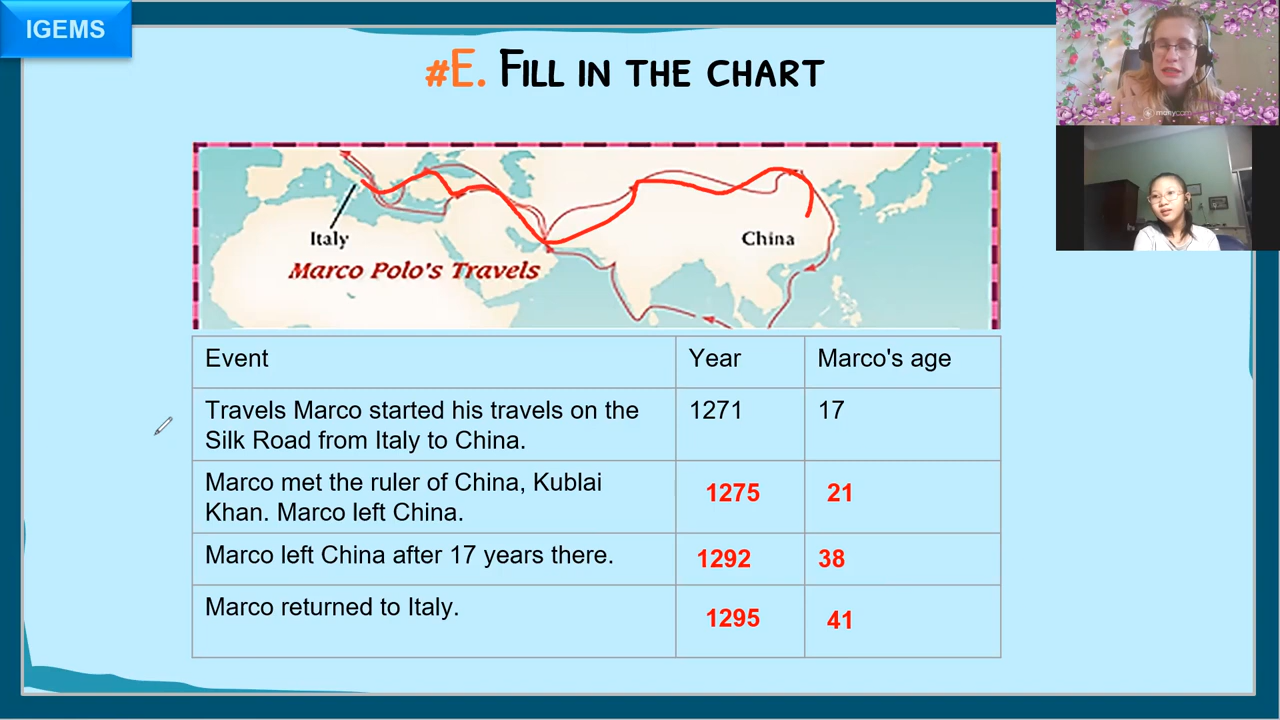 IGEMS
#E. FILL IN THE CHART
Italy
China
Marco Polo's Travels
Event Year Marco's age
Travels Marco started his travels on the 1271 17
Silk Road from Italy to China.
Marco met the ruler of China, Kublai
Khan. Marco left China. 1275 21
Marco left China after 17 years there. 1292 38
Marco returned to Italy. 1295 41